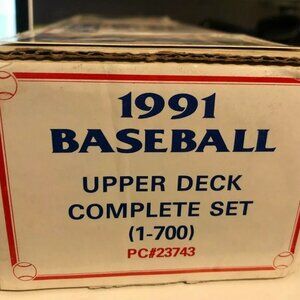 1991
BASEBALL
UPPER DECK
COMPLETE SET
(1-700)
PC#23743